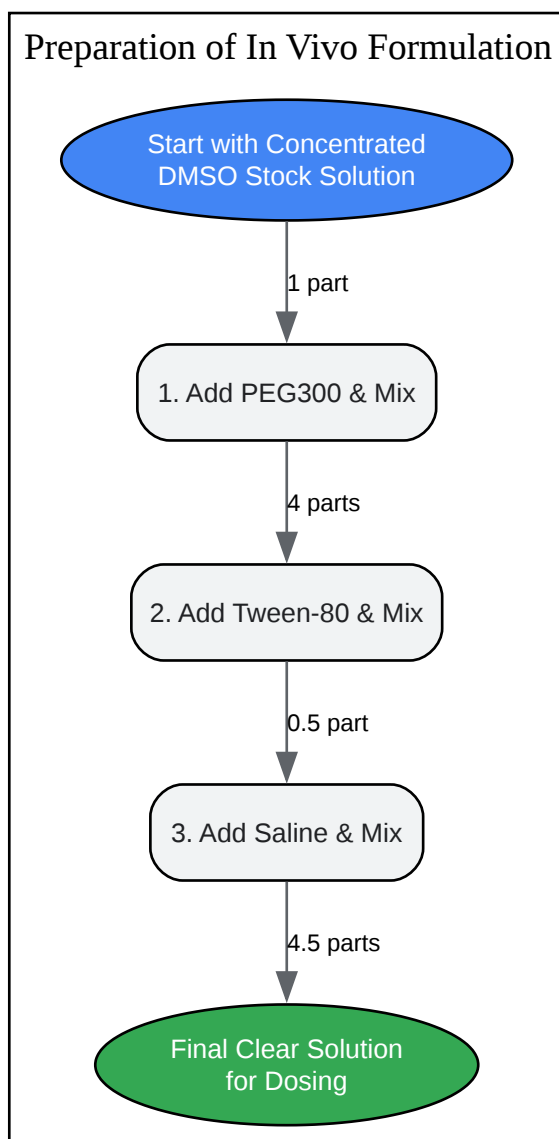 Preparation of In Vivo Formulation
Start with Concentrated
DMSO Stock Solution
1 part
1. Add PEG300 & Mix
4 parts
2. Add Tween-80 & Mix
0.5 part
3. Add Saline & Mix
4.5 parts
Final Clear Solution
for Dosing